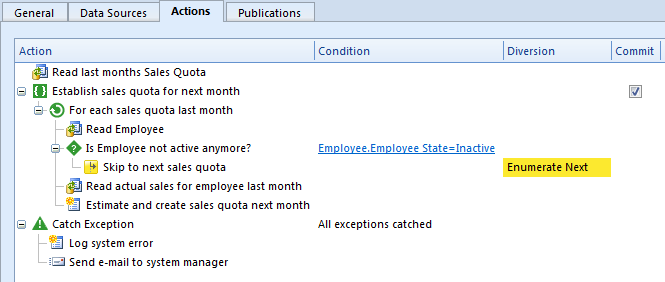 General Data Sources Actions Publications
Action Condition Diversion Commit
Read last months Sales Quota
Establish sales quota for next month
For each sales quota last month
Read Employee
Is Employee not active anymore? Employee.Employee State=Inactive
Skip to next sales quota Enumerate Next
Read actual sales for employee last month
Estimate and create sales quota next month
Catch Exception All exceptions catched
Log system error
Send e-mail to system manager